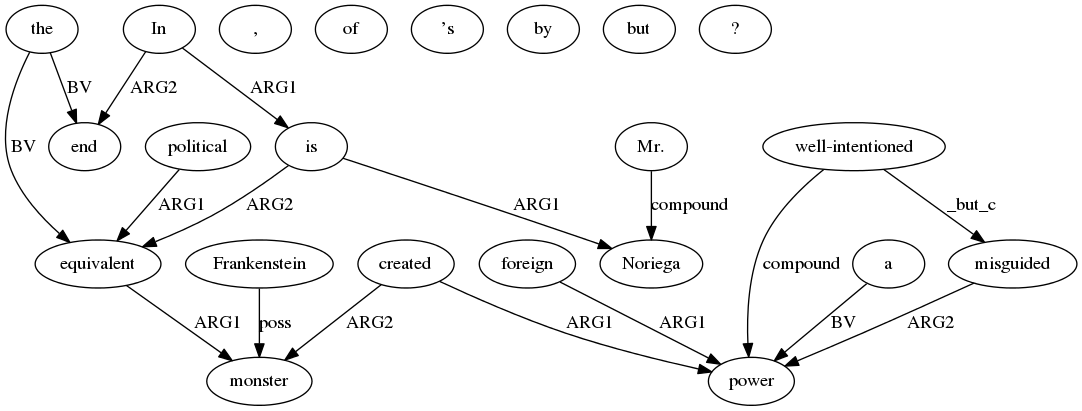 the In , of ’s by but ?
BV ARG2 ARG1
end political is Mr. well-intentioned
BV ARG1 ARG2 ARG1 compound _but_c
equivalent Frankenstein created foreign Noriega a misguided
compound
ARG1 poss ARG2 ARG1 ARG1 BV ARG2
monster power